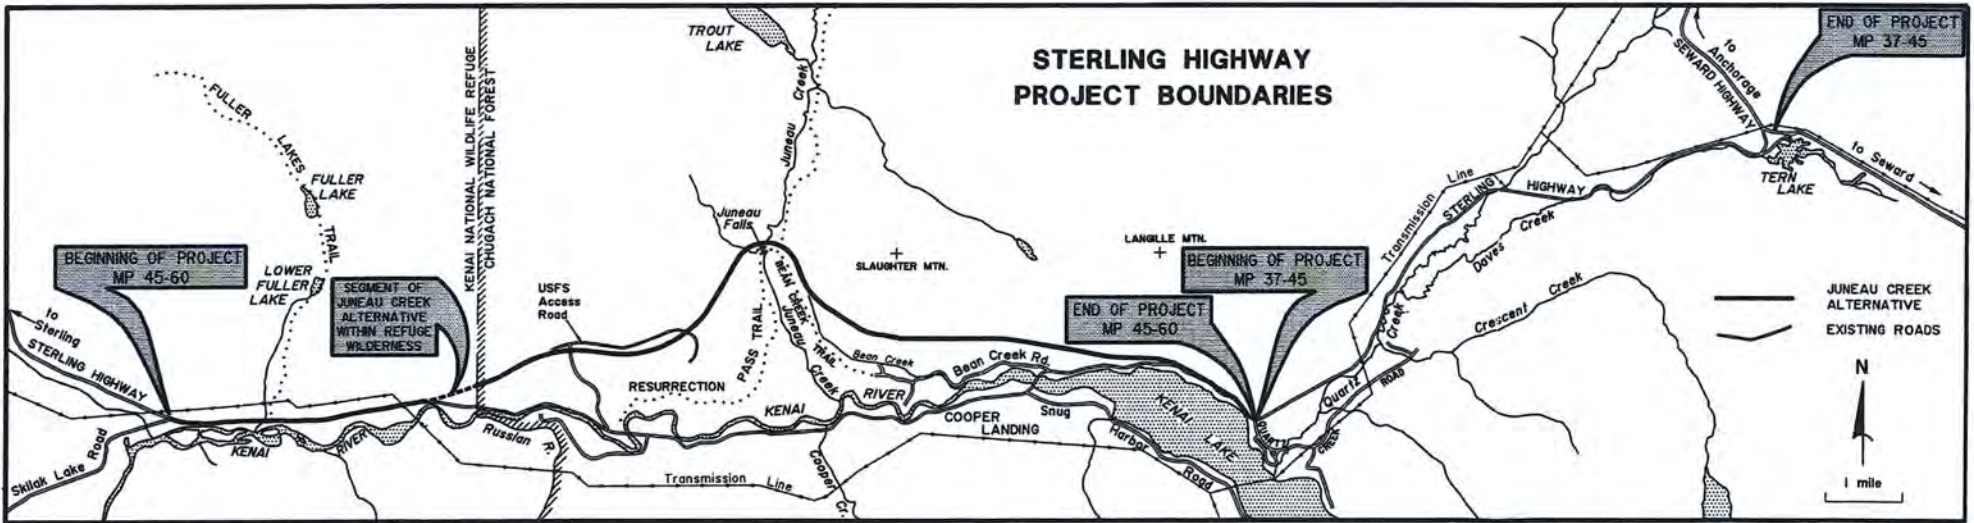 STERLING HIGHWAY
PROJECT BOUNDARIES
TROUT
LAKE
Juneau
Creek
to
Anchorage
SEWARD HIGHWAY
END OF PROJECT
MP 37-45
to Seward
TERN
LAKE
FULLER
LAKES
TRAIL
FULLER
LAKE
LOWER
FULLER
LAKE
KENAI NATIONAL WILDLIFE REFUGE
CHUGACH NATIONAL FOREST
Juneau
Falls
SLAUGHTER MTN.
LANGILLE MTN.
Transmission
Line
STERLING
HIGHWAY
Daves
Creek
BEGINNING OF PROJECT
MP 45-60
SEGMENT OF
JUNEAU CREEK
ALTERNATIVE
WITHIN REFUGE
WILDERNESS
USFS
Access
Road
BEAN CREEK
TRAIL
Juneau
Creek
RESURRECTION
PASS TRAIL
END OF PROJECT
MP 45-60
BEGINNING OF PROJECT
MP 37-45
Creek
Quartz
Crescent
Creek
JUNEAU CREEK
ALTERNATIVE
EXISTING ROADS
to
Sterling
STERLING HIGHWAY
Skilak Lake
Road
KENAI
RIVER
Russian
R.
Bean Creek
Bean Creek Rd.
KENAI
RIVER
COOPER
LANDING
Snug
Harbor
Road
KENAI
LAKE
QUARTZ
CREEK
ROAD
Cooper
Cr.
Transmission
Line
N
1 mile